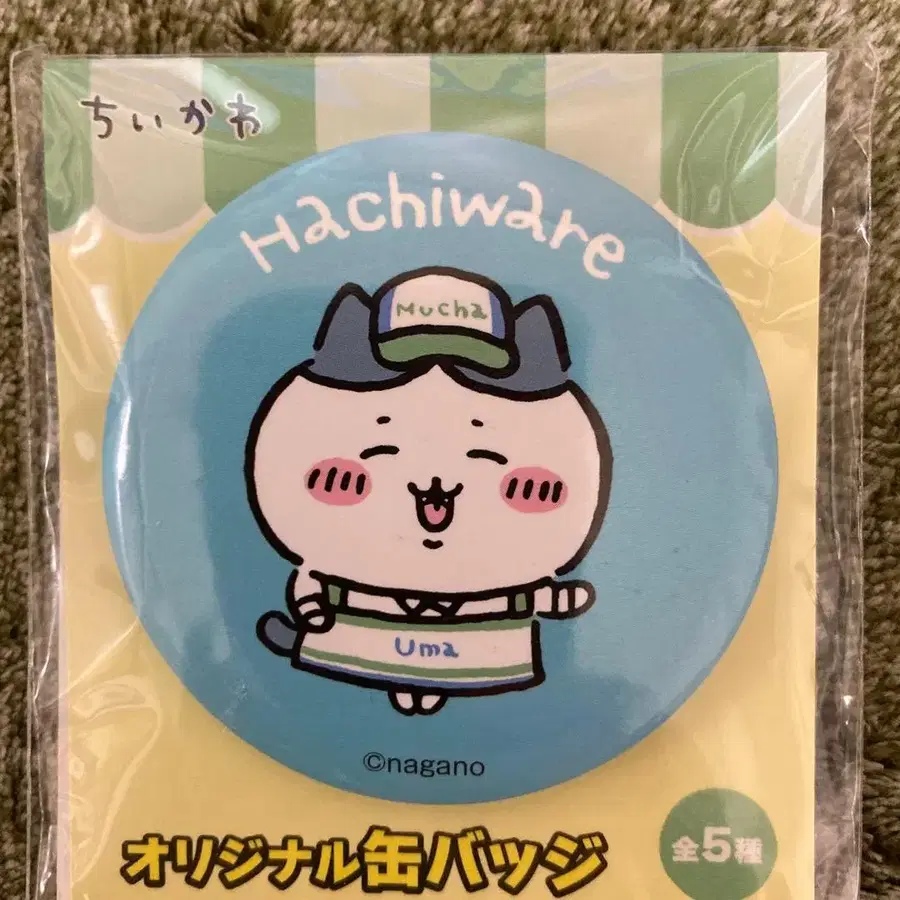 ちいかわ
Hachiware
Mucha
Uma
©nagano
オリジナル缶バッジ
全5種